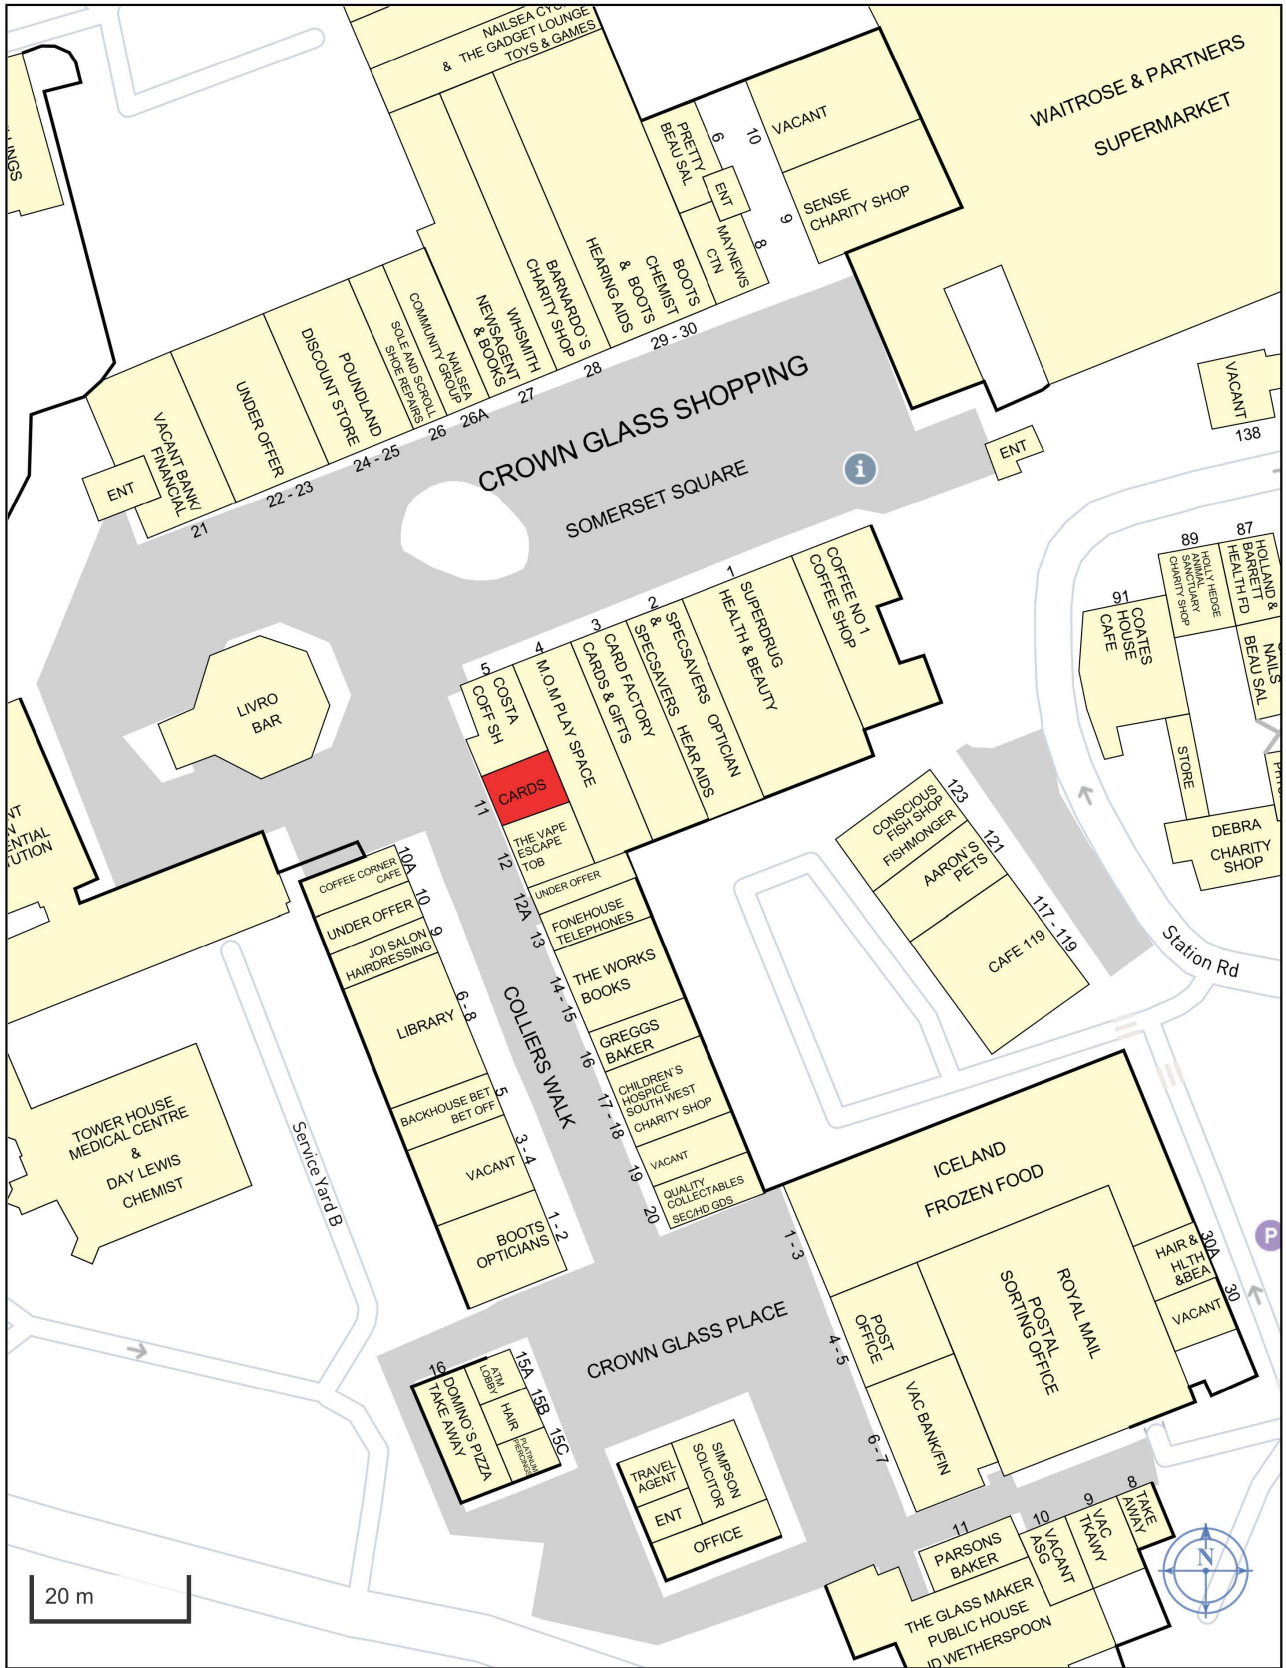 NAILSEA
& THE GADGET LOUNGE
TOYS & GAMES
WAITROSE & PARTNERS
SUPERMARKET
PRETTY
BEAU SAL
6
ENT
10
VACANT
9
SENSE
CHARITY SHOP
8
MAYNEWS
CTN
BOOTS
CHEMIST
& BOOTS
HEARING AIDS
29 - 30
BARNARDO'S
CHARITY SHOP
28
WHSMITH
NEWSAGENT
& BOOKS
27
NAILSEA
COMMUNITY GROUP
26A
SOLE AND SCROLL
SHOE REPAIRS
26
POUNDLAND
DISCOUNT STORE
24 - 25
UNDER OFFER
22 - 23
VACANT BANK/
FINANCIAL
21
ENT
CROWN GLASS SHOPPING
SOMERSET SQUARE
i
ENT
VACANT
138
89
HOLLY HEDGE
ANIMAL
SANCTUARY
CHARITY SHOP
87
HOLLAND &
BARRETT
HEALTH FD
91
COATES
HOUSE
CAFE
NAILS
BEAU SAL
STORE
DEBRA
CHARITY
SHOP
COFFEE NO 1
COFFEE SHOP
1
SUPERDRUG
HEALTH & BEAUTY
2
SPECSAVERS OPTICIAN
&
SPECSAVERS HEAR AIDS
3
CARD FACTORY
CARDS & GIFTS
4
M.O.M PLAY SPACE
5
COSTA
COFF SH
LIVRO
BAR
11
CARDS
12
THE VAPE
ESCAPE
TOB
12A
UNDER OFFER
13
FONEHOUSE
TELEPHONES
14 - 15
THE WORKS
BOOKS
16
GREGGS
BAKER
17 - 18
CHILDREN'S
HOSPICE
SOUTH WEST
CHARITY SHOP
19
VACANT
20
QUALITY
COLLECTABLES
SEC/HD GDS
COLLIERS WALK
10A
COFFEE CORNER
CAFE
10
UNDER OFFER
9
JOI SALON
HAIRDRESSING
6 - 8
LIBRARY
5
BACKHOUSE BET
BET OFF
3 - 4
VACANT
1 - 2
BOOTS
OPTICIANS
123
CONSCIOUS
FISH SHOP
FISHMONGER
121
AARON'S
PETS
117 - 119
CAFE 119
Station Rd
TOWER HOUSE
MEDICAL CENTRE
&
DAY LEWIS
CHEMIST
Service Yard B
1 - 3
ICELAND
FROZEN FOOD
4 - 5
POST
OFFICE
ROYAL MAIL
POSTAL
SORTING OFFICE
30A
HAIR &
HLTH
&BEA
30
VACANT
P
6 - 7
VAC BANK/FIN
CROWN GLASS PLACE
16
DOMINO'S PIZZA
TAKE AWAY
15A
ATM
LOBBY
15B
HAIR
15C
PLATINUM
PIERCINGS
TRAVEL
AGENT
SIMPSON
SOLICITOR
ENT
OFFICE
11
PARSONS
BAKER
10
VACANT
ASG
9
VAC
TKAWY
8
TAKE
AWAY
THE GLASS MAKER
PUBLIC HOUSE
JD WETHERSPOON
N
20 m